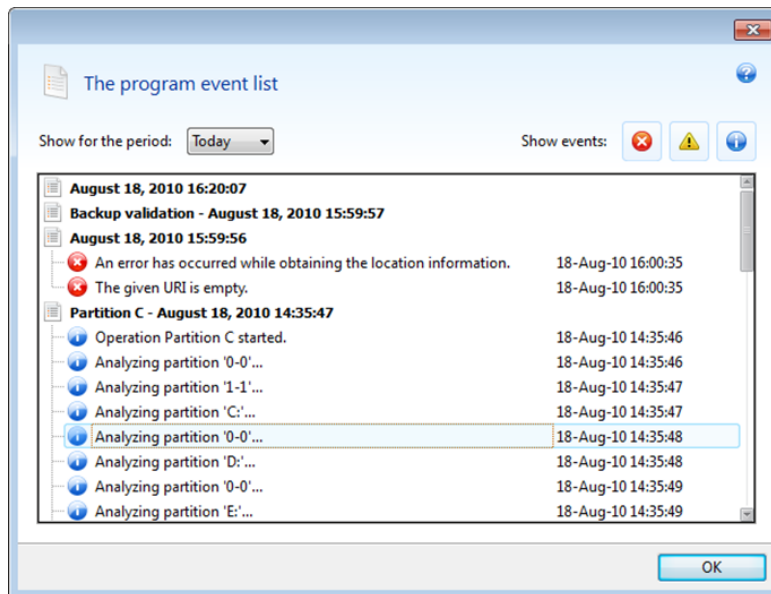 The program event list
Show for the period: Today Show events:
August 18, 2010 16:20:07
Backup validation - August 18, 2010 15:59:57
August 18, 2010 15:59:56
An error has occurred while obtaining the location information. 18-Aug-10 16:00:35
The given URI is empty. 18-Aug-10 16:00:35
Partition C - August 18, 2010 14:35:47
Operation Partition C started. 18-Aug-10 14:35:46
Analyzing partition '0-0'... 18-Aug-10 14:35:46
Analyzing partition '1-1'... 18-Aug-10 14:35:47
Analyzing partition 'C:'... 18-Aug-10 14:35:47
Analyzing partition '0-0'... 18-Aug-10 14:35:48
Analyzing partition 'D:'... 18-Aug-10 14:35:48
Analyzing partition '0-0'... 18-Aug-10 14:35:49
Analyzing partition 'E:'... 18-Aug-10 14:35:49
OK